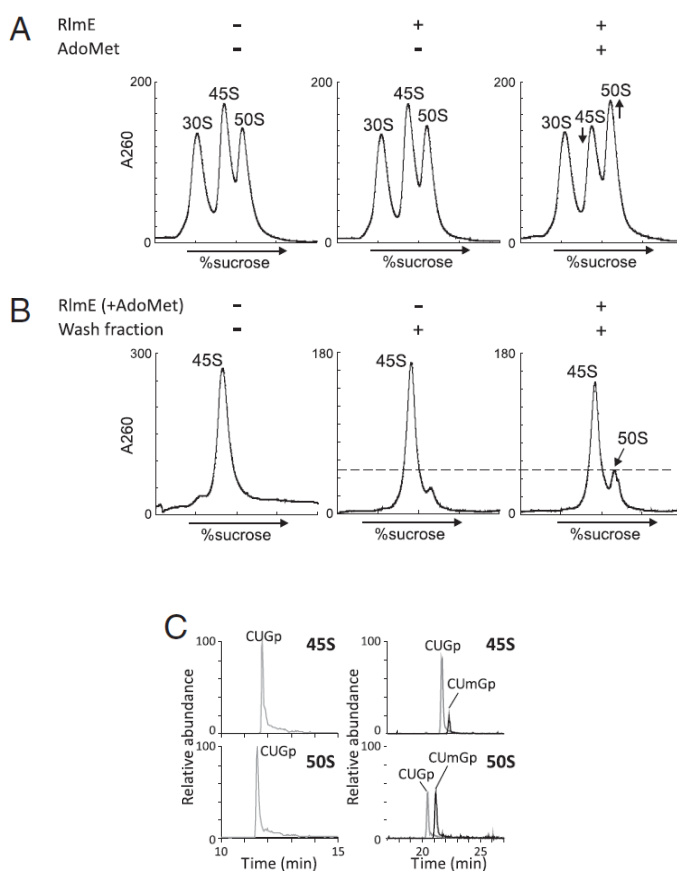 A
RlmE - + +
AdoMet - - +
200 45S 30S 50S 0
45S 30S 50S
200 50S 30S 45S 0
A260
%sucrose %sucrose %sucrose
B
RlmE (+AdoMet) - - +
Wash fraction - + +
300 45S 0
180 45S 0
180 45S 50S 0
A260
%sucrose %sucrose %sucrose
C
100 CUGp 45S 0
100 CUGp CUmGp 45S 0
Relative abundance Relative abundance
100 CUGp 50S 0
100 CUGp CUmGp 50S 0
10 15 20 25
Time (min) Time (min)